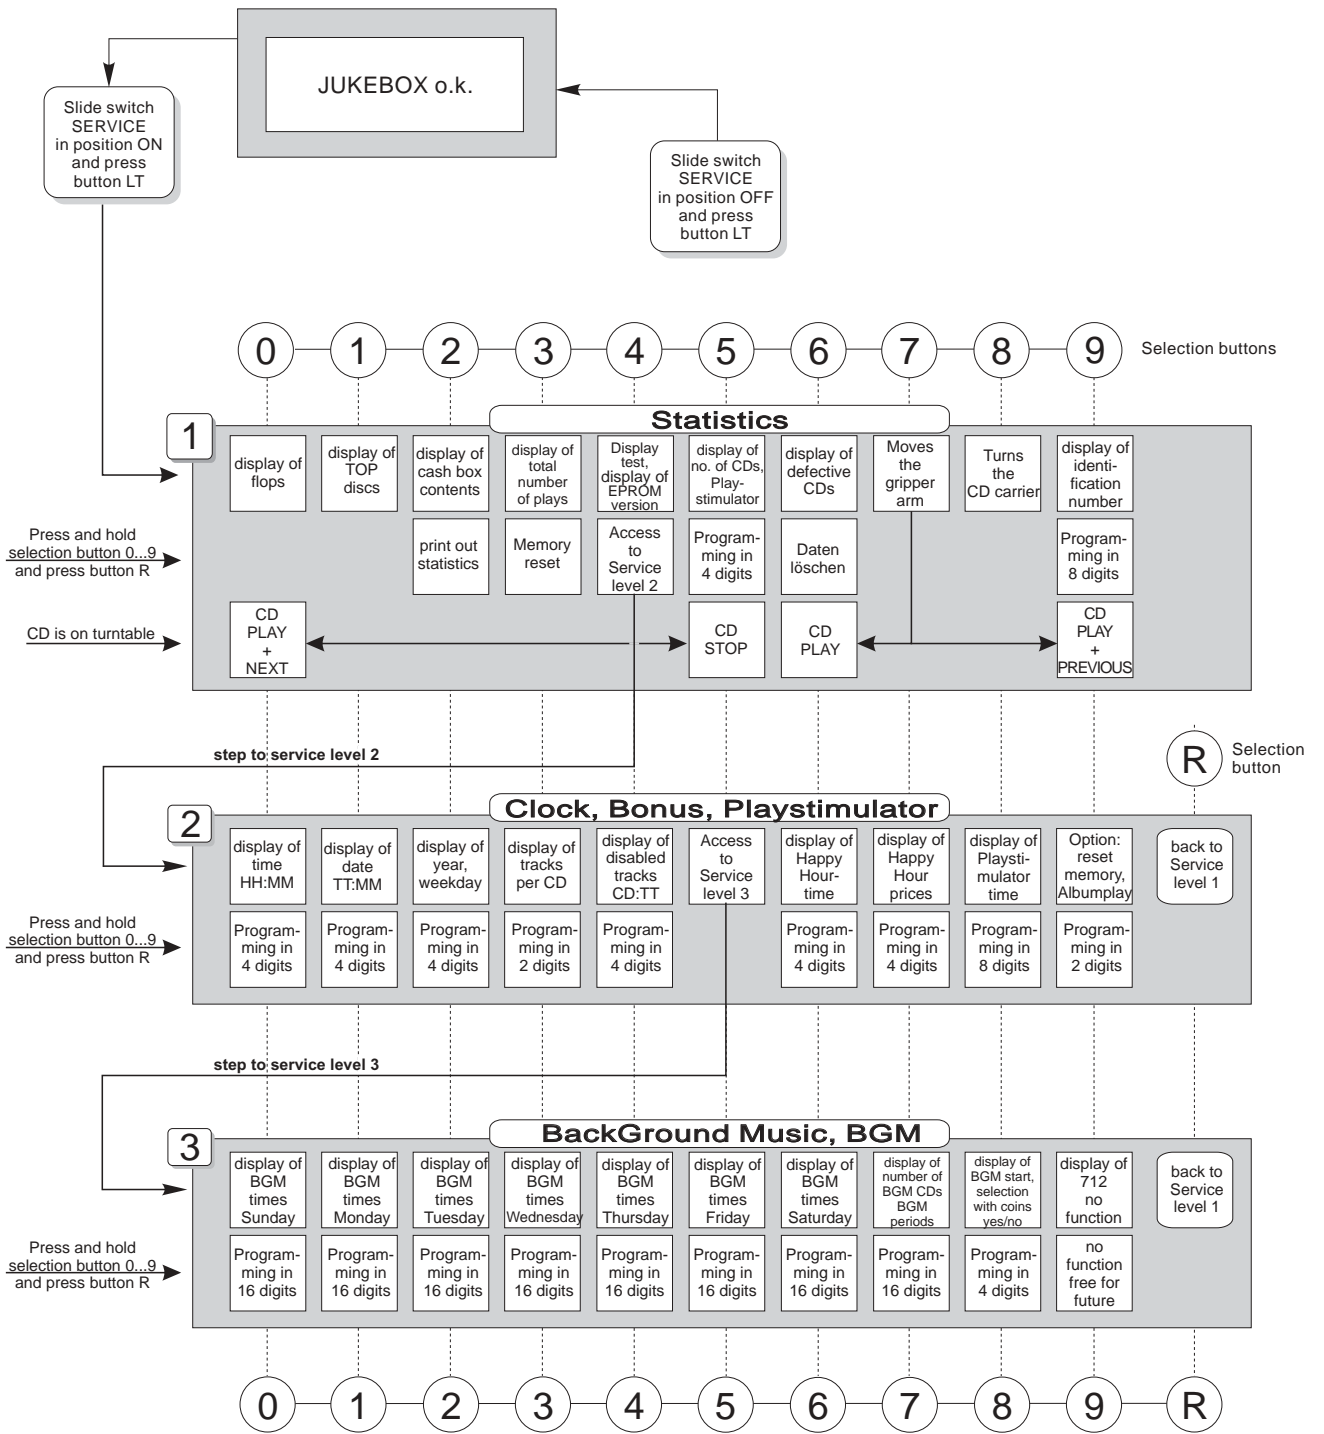 JUKEBOX o.k.
Slide switch
SERVICE
in position ON
and press
button LT
Slide switch
SERVICE
in position OFF
and press
button LT
0 1 2 3 4 5 6 7 8 9
Selection buttons
1
Statistics
display of
flops
display of
TOP
discs
display of
cash box
contents
display of
total
number
of plays
Display
test,
display of
EPROM
version
display of
no. of CDs,
Play-
stimulator
display of
defective
CDs
Moves
the
gripper
arm
Turns
the
CD carrier
display of
identi-
fication
number
Press and hold
selection button 0...9
and press button R
print out
statistics
Memory
reset
Access
to
Service
level 2
Program-
ming in
4 digits
Daten
löschen
Program-
ming in
8 digits
CD is on turntable
CD
PLAY
+
NEXT
CD
STOP
CD
PLAY
CD
PLAY
+
PREVIOUS
step to service level 2
R
Selection
button
2
Clock, Bonus, Playstimulator
display of
time
HH:MM
display of
date
TT:MM
display of
year,
weekday
display of
tracks
per CD
display of
disabled
tracks
CD:TT
Access
to
Service
level 3
display of
Happy
Hour-
time
display of
Happy
Hour
prices
display of
Playsti-
mulator
time
Option:
reset
memory,
Albumplay
back to
Service
level 1
Press and hold
selection button 0...9
and press button R
Program-
ming in
4 digits
Program-
ming in
4 digits
Program-
ming in
4 digits
Program-
ming in
2 digits
Program-
ming in
4 digits
Program-
ming in
4 digits
Program-
ming in
4 digits
Program-
ming in
8 digits
Program-
ming in
2 digits
step to service level 3
3
BackGround Music, BGM
display of
BGM
times
Sunday
display of
BGM
times
Monday
display of
BGM
times
Tuesday
display of
BGM
times
Wednesday
display of
BGM
times
Thursday
display of
BGM
times
Friday
display of
BGM
times
Saturday
display of
number of
BGM CDs
BGM
periods
display of
BGM start,
selection
with coins
yes/no
display of
712
no
function
back to
Service
level 1
Press and hold
selection button 0...9
and press button R
Program-
ming in
16 digits
Program-
ming in
16 digits
Program-
ming in
16 digits
Program-
ming in
16 digits
Program-
ming in
16 digits
Program-
ming in
16 digits
Program-
ming in
16 digits
Program-
ming in
16 digits
Program-
ming in
4 digits
no
function
free for
future
0 1 2 3 4 5 6 7 8 9 R